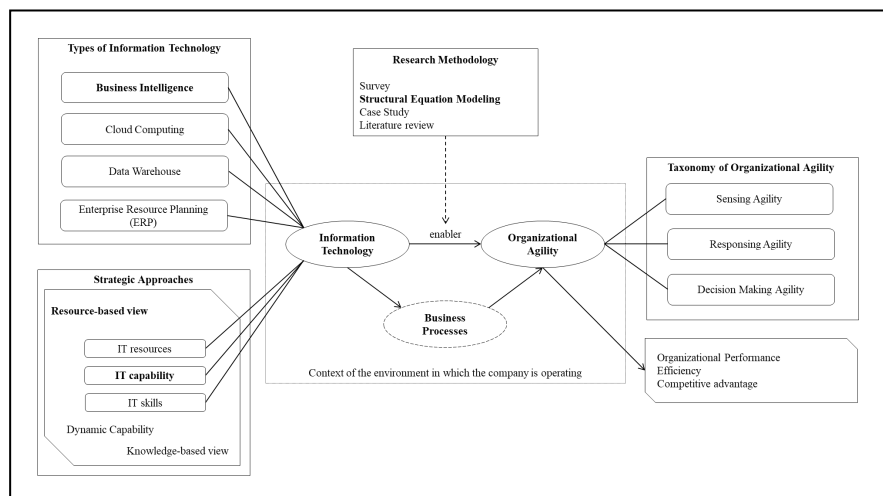 Types of Information Technology
Business Intelligence
Cloud Computing
Data Warehouse
Enterprise Resource Planning
(ERP)
Strategic Approaches
Resource-based view
IT resources
IT capability
IT skills
Dynamic Capability
Knowledge-based view
Research Methodology
Survey
Structural Equation Modeling
Case Study
Literature review
Information
Technology
enabler
Organizational
Agility
Business
Processes
Context of the environment in which the company is operating
Taxonomy of Organizational Agility
Sensing Agility
Responsing Agility
Decision Making Agility
Organizational Performance
Efficiency
Competitive advantage